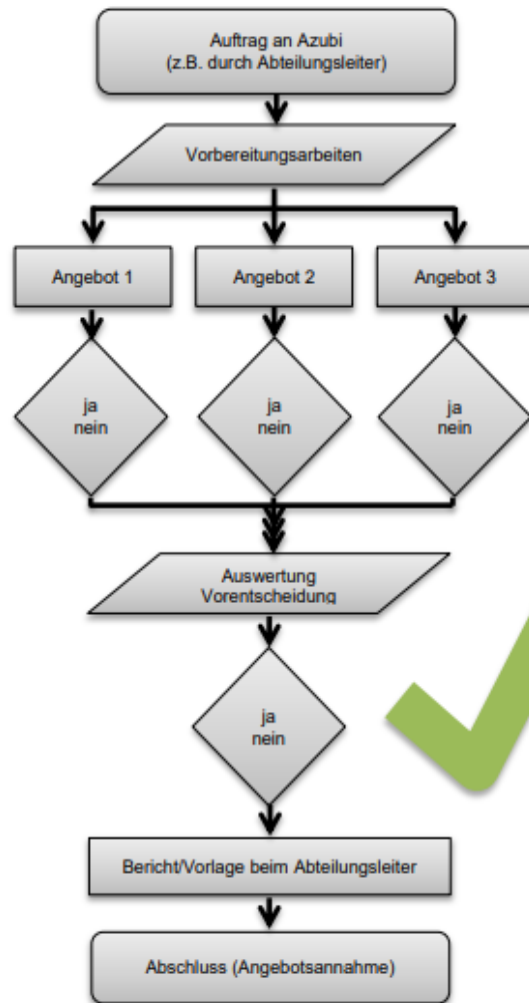 Auftrag an Azubi
(z.B. durch Abteilungsleiter)
Vorbereitungsarbeiten
Angebot 1
Angebot 2
Angebot 3
ja
nein
ja
nein
ja
nein
Auswertung
Vorentscheidung
ja
nein
Bericht/Vorlage beim Abteilungsleiter
Abschluss (Angebotsannahme)